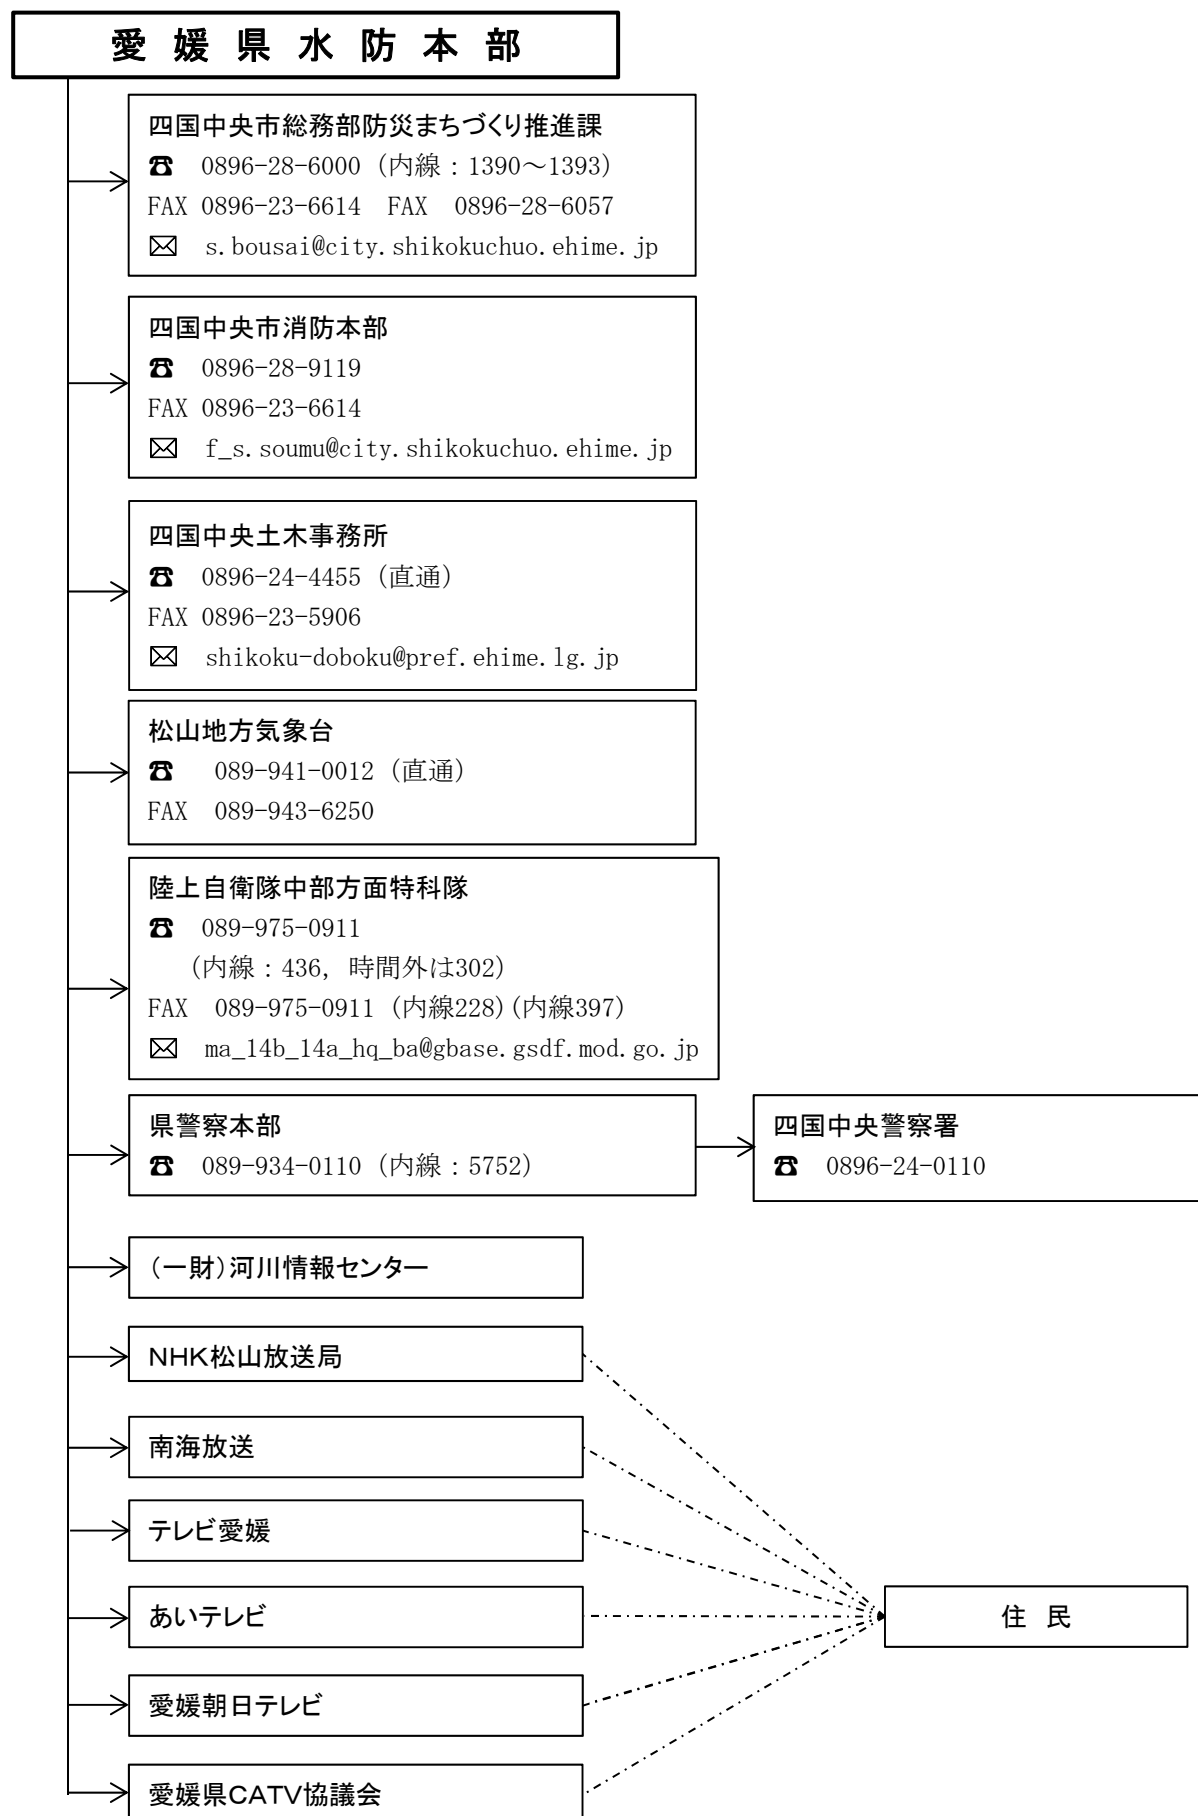 愛媛県水防本部
四国中央市総務部防災まちづくり推進課
☎ 0896-28-6000（内線：1390～1393）
FAX 0896-23-6614 FAX 0896-28-6057
✉ s.bousai@city.shikokuchuo.ehime.jp
四国中央市消防本部
☎ 0896-28-9119
FAX 0896-23-6614
✉ f_s.soumu@city.shikokuchuo.ehime.jp
四国中央土木事務所
☎ 0896-24-4455（直通）
FAX 0896-23-5906
✉ shikoku-doboku@pref.ehime.lg.jp
松山地方気象台
☎ 089-941-0012（直通）
FAX 089-943-6250
陸上自衛隊中部方面特科隊
☎ 089-975-0911
（内線：436，時間外は302）
FAX 089-975-0911（内線228）（内線397）
✉ ma_14b_14a_hq_ba@gbase.gsdf.mod.go.jp
県警察本部
☎ 089-934-0110（内線：5752）
四国中央警察署
☎ 0896-24-0110
（一財）河川情報センター
NHK松山放送局
南海放送
テレビ愛媛
あいテレビ
住 民
愛媛朝日テレビ
愛媛県CATV協議会